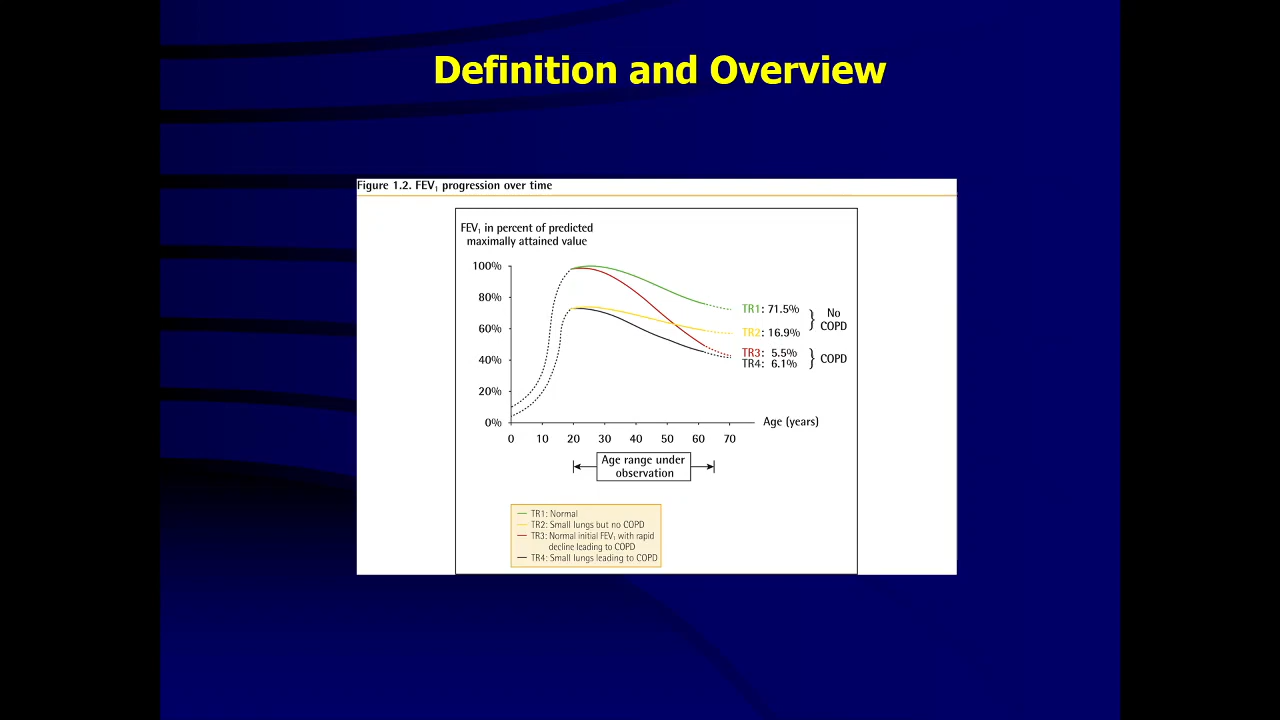 Definition and Overview
Figure 1.2. FEV1 progression over time
FEV1 in percent of predicted
maximally attained value
100%
80%
60%
40%
20%
0%
0 10 20 30 40 50 60 70
Age (years)
TR1: 71.5%
TR2: 16.9%
No
COPD
TR3: 5.5%
TR4: 6.1%
COPD
Age range under
observation
TR1: Normal
TR2: Small lungs but no COPD
TR3: Normal initial FEV1 with rapid
decline leading to COPD
TR4: Small lungs leading to COPD